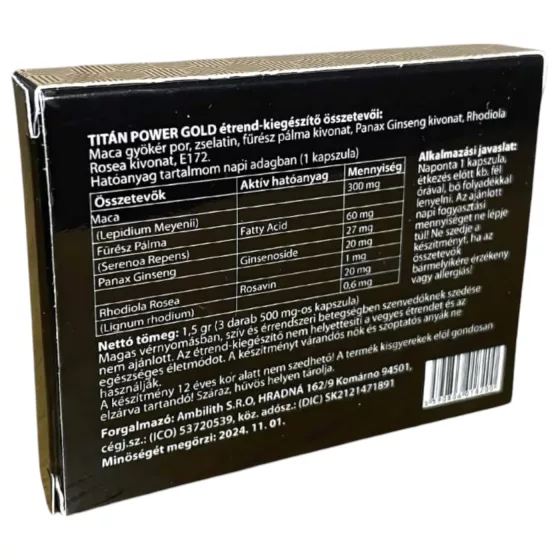 TITÁN POWER GOLD étrend-kiegészítő összetevői:
Maca gyökér por, zselatin, fűrész pálma kivonat, Panax Ginseng kivonat, Rhodiola
Rosea kivonat, E172.
Hatóanyag tartalmom napi adagban (1 kapszula)
Összetevők Aktív hatóanyag Mennyiség
Maca 300 mg
(Lepidium Meyenii)
Fűrész Pálma 60 mg
(Serenoa Repens) Fatty Acid 27 mg
Panax Ginseng 20 mg
Ginsenoside 1 mg
Rhodiola Rosea 20 mg
(Lignum rhodium) Rosavin 0,6 mg
Alkalmazási javaslat:
Naponta 1 kapszula,
étkezés előtt kb. fél
órával, bő folyadékkal
lenyelni. Az ajánlott
napi fogyasztási
mennyiséget ne lépje
túl! Ne szedje a
készítményt, ha az
összetevők
bármelyikére érzékeny
vagy allergiás!
Nettó tömeg: 1,5 gr (3 darab 500 mg-os kapszula)
Magas vérnyomásban, szív és érrendszeri betegségben szenvedőknek szedése
nem ajánlott. Az étrend-kiegészítő nem helyettesíti a vegyes étrendet és az
egészséges életmódot. A készítményt várandós nők és szoptatós anyák ne
használják.
A készítmény 12 éves kor alatt nem szedhető! A termék kisgyerekek elől gondosan
elzárva tartandó! Száraz, hűvös helyen tárolja.
Forgalmazó: Ambilith S.R.O, HRADNÁ 162/9 Komárno 94501,
cégj.sz.: (ICO) 53720539, köz. adósz.: (DIC) SK2121471891
Minőségét megőrzi: 2024. 11. 01.